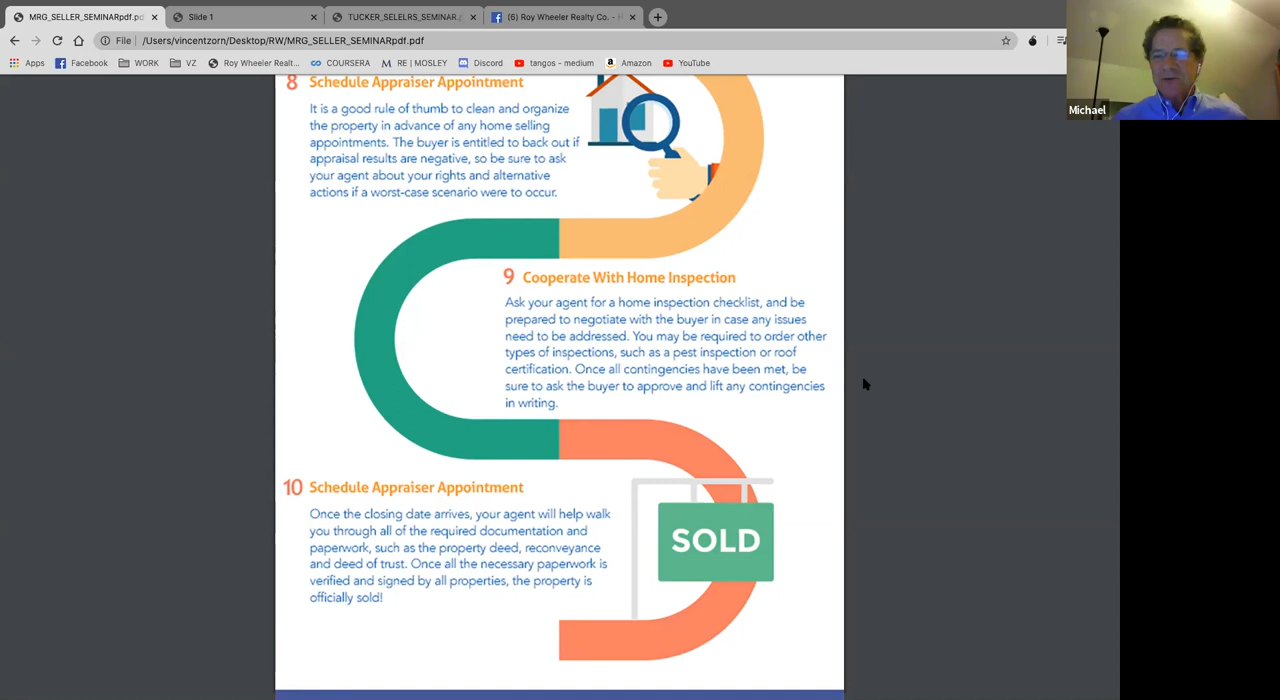 MRG_SELLER_SEMINARpdf.pd
Slide 1
TUCKER_SELELRS_SEMINAR.p
(6) Roy Wheeler Realty Co. – H
File
/Users/vincentzorn/Desktop/RW/MRG_SELLER_SEMINARpdf.pdf
Apps
Facebook
WORK
VZ
Roy Wheeler Realt...
COURSERA
RE | MOSLEY
Discord
tangos - medium
Amazon
YouTube
Michael
8 Schedule Appraiser Appointment
It is a good rule of thumb to clean and organize
the property in advance of any home selling
appointments. The buyer is entitled to back out if
appraisal results are negative, so be sure to ask
your agent about your rights and alternative
actions if a worst-case scenario were to occur.
9 Cooperate With Home Inspection
Ask your agent for a home inspection checklist, and be
prepared to negotiate with the buyer in case any issues
need to be addressed. You may be required to order other
types of inspections, such as a pest inspection or roof
certification. Once all contingencies have been met, be
sure to ask the buyer to approve and lift any contingencies
in writing.
10 Schedule Appraiser Appointment
Once the closing date arrives, your agent will help walk
you through all of the required documentation and
paperwork, such as the property deed, reconveyance
and deed of trust. Once all the necessary paperwork is
verified and signed by all properties, the property is
officially sold!
SOLD